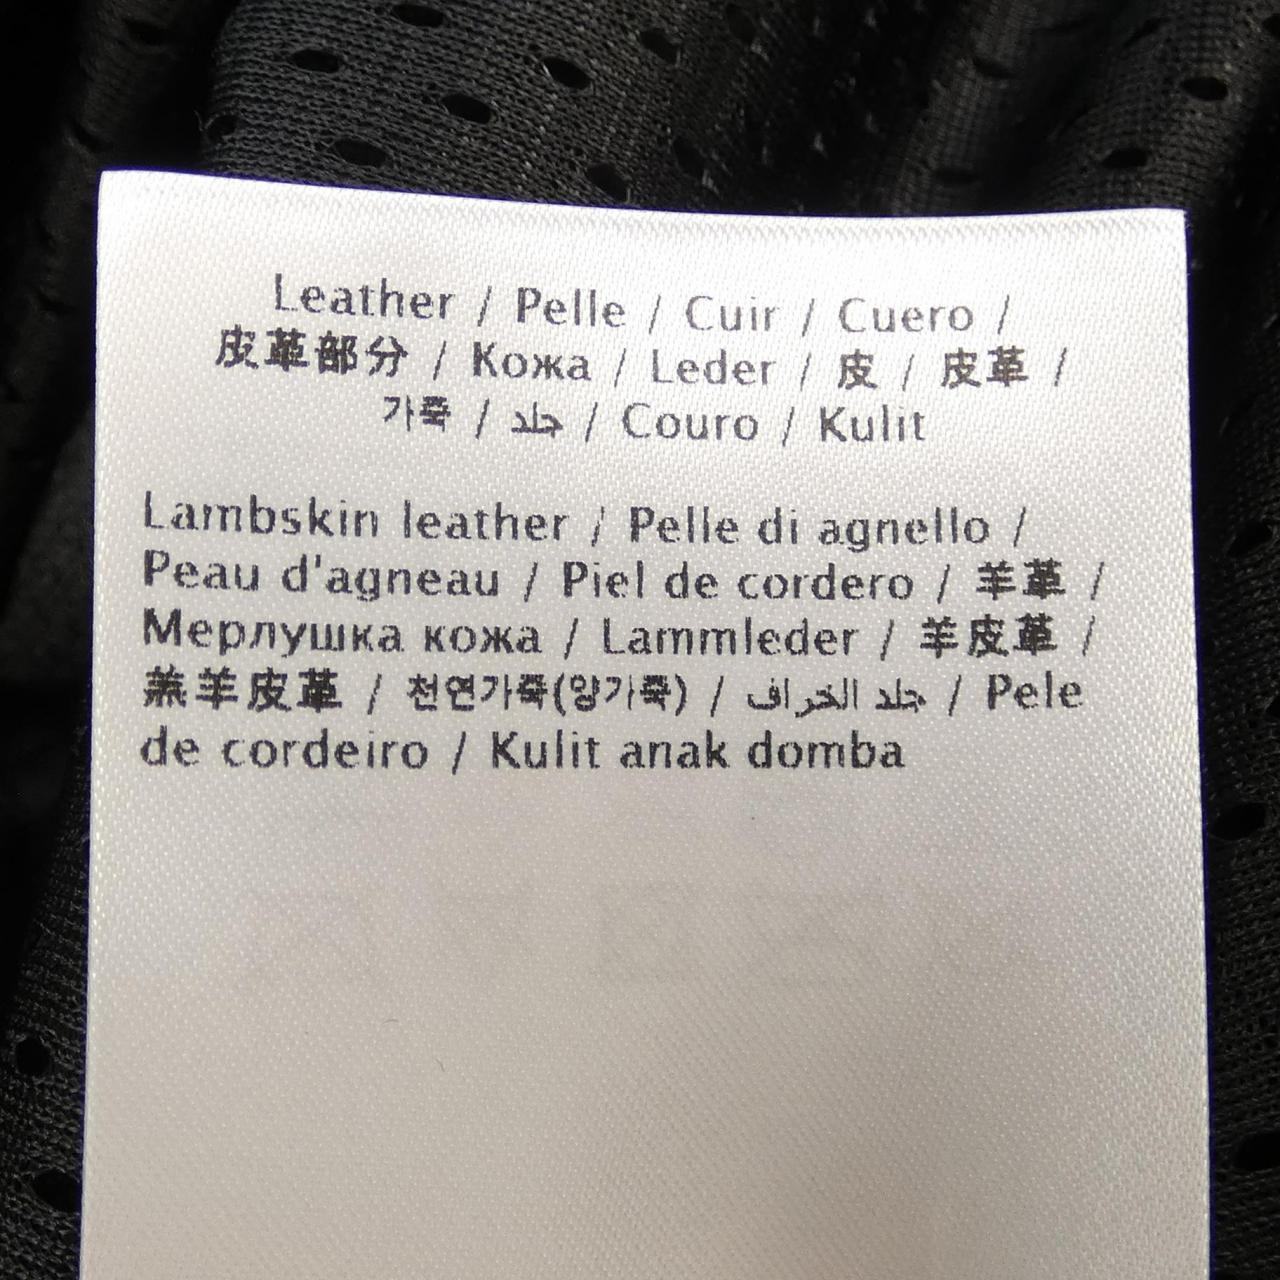 Leather / Pelle / Cuir / Cuero /
皮革部分 / Кожа / Leder / 皮 / 皮革 /
가죽 / جلد / Couro / Kulit
Lambskin leather / Pelle di agnello /
Peau d'agneau / Piel de cordero / 羊革 /
Мерлушка кожа / Lammleder / 羊皮革 /
羔羊皮革 / 천연가죽(양가죽) / جلد الخراف / Pele
de cordeiro / Kulit anak domba